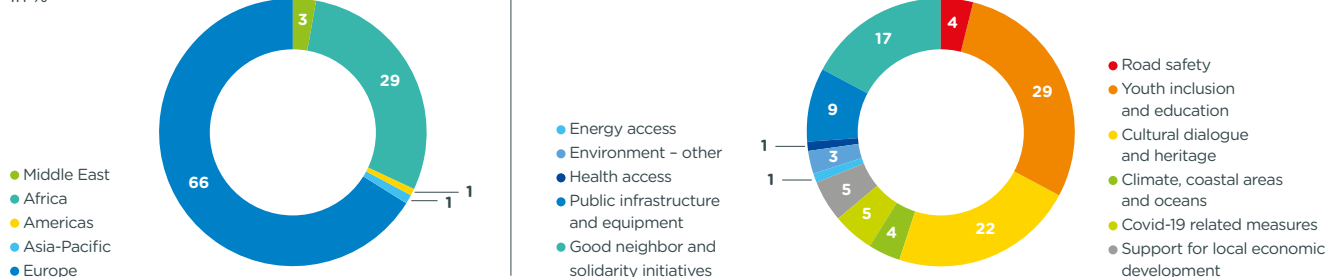 3
29
66
1
1
Middle East
Africa
Americas
Asia-Pacific
Europe
Energy access
Environment – other
Health access
Public infrastructure
and equipment
Good neighbor and
solidarity initiatives
4
29
22
4
5
5
1
3
1
9
17
Road safety
Youth inclusion
and education
Cultural dialogue
and heritage
Climate, coastal areas
and oceans
Covid-19 related measures
Support for local economic
development